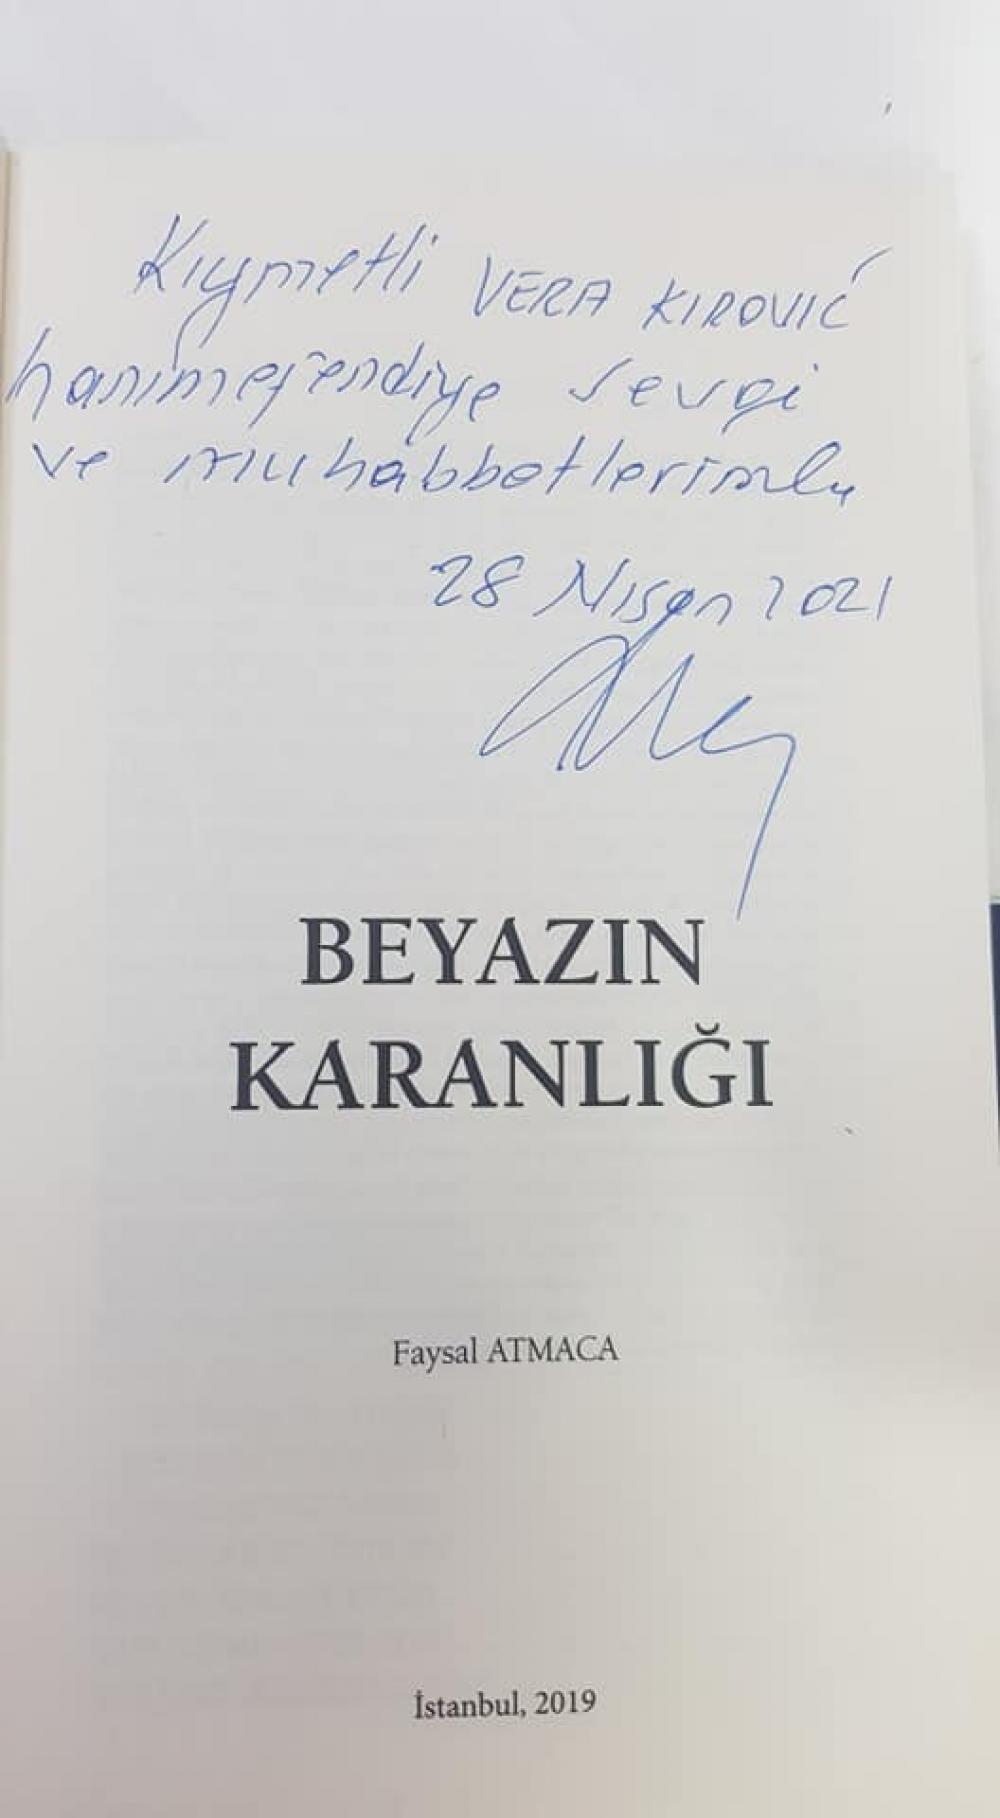 Kıymetli VERA KIROVIĆ
hanımefendiye sevgi
ve muhabbetlerimle
28 Nisan 2021
BEYAZIN
KARANLIĞI
Faysal ATMACA
İstanbul, 2019